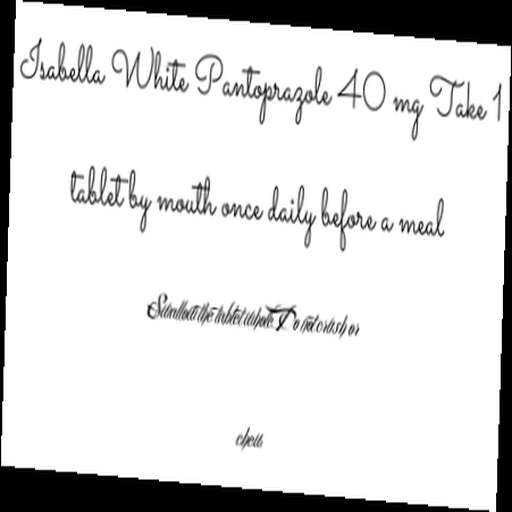 Isabella White Pantoprazole 40 mg Take 1
tablet by mouth once daily before a meal
Swallow the tablet whole. Do not crush or
chew